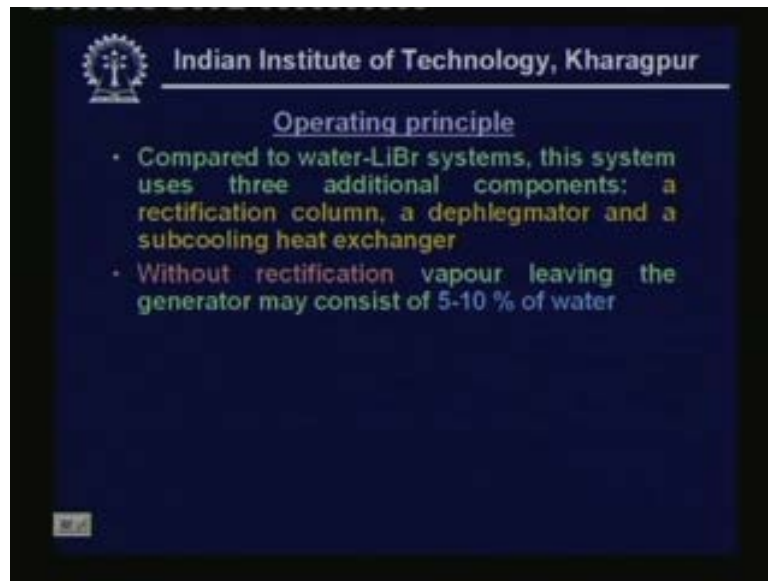 Indian Institute of Technology, Kharagpur
Operating principle
• Compared to water-LiBr systems, this system
uses three additional components: a
rectification column, a dephlegmator and a
subcooling heat exchanger
• Without rectification vapour leaving the
generator may consist of 5-10 % of water